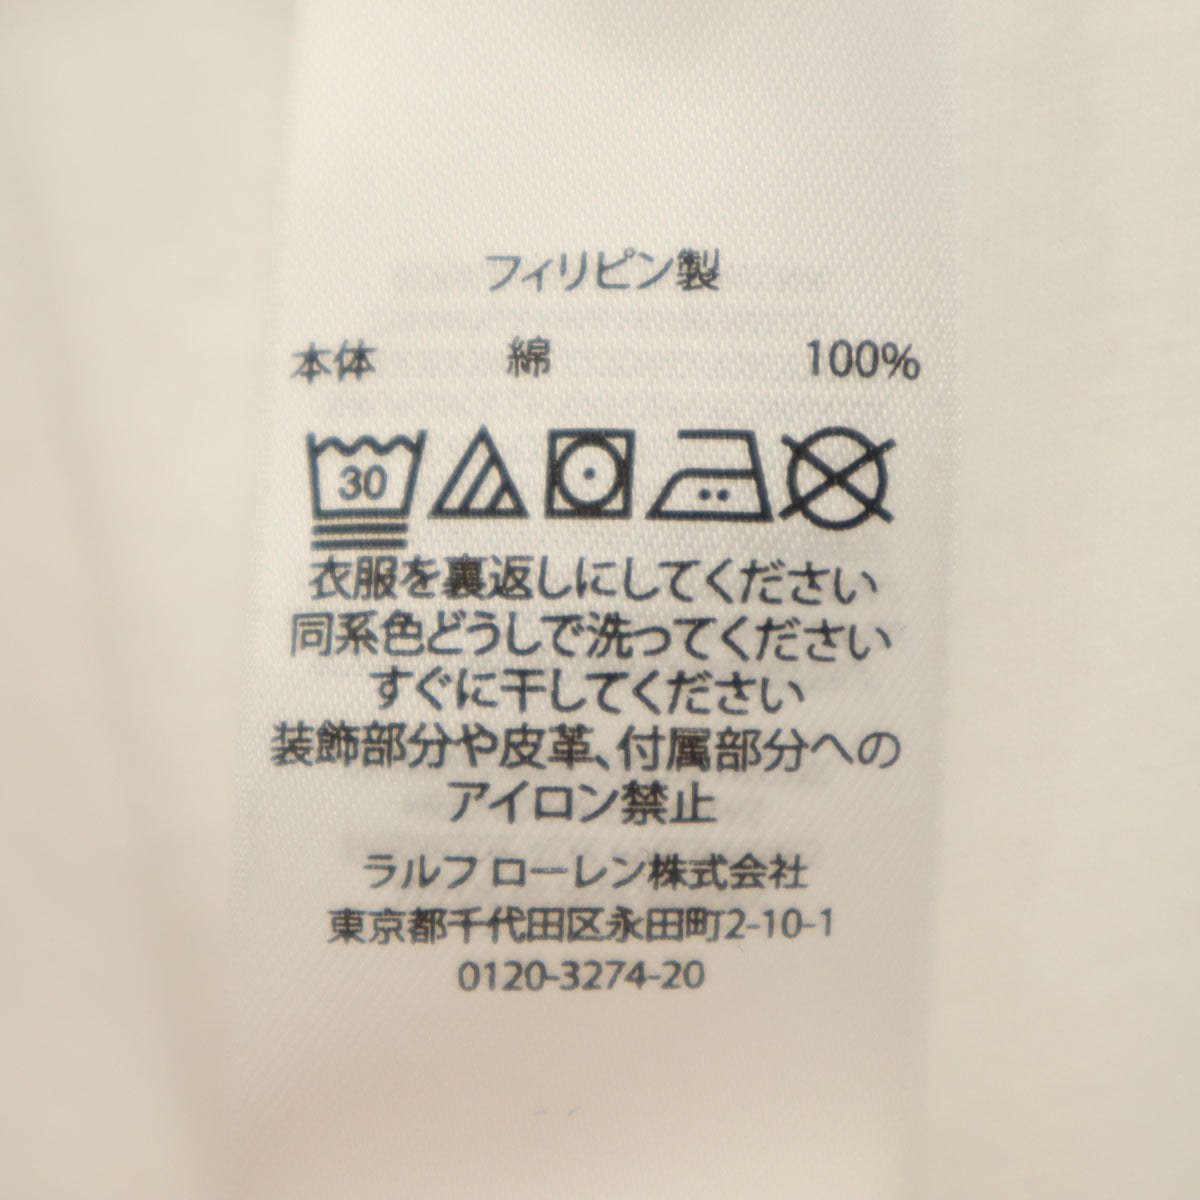 フィリピン製
本体 綿 100%
30
衣服を裏返しにしてください
同系色どうしで洗ってください
すぐに干してください
装飾部分や皮革、付属部分への
アイロン禁止
ラルフ ローレン株式会社
東京都千代田区永田町2-10-1
0120-3274-20